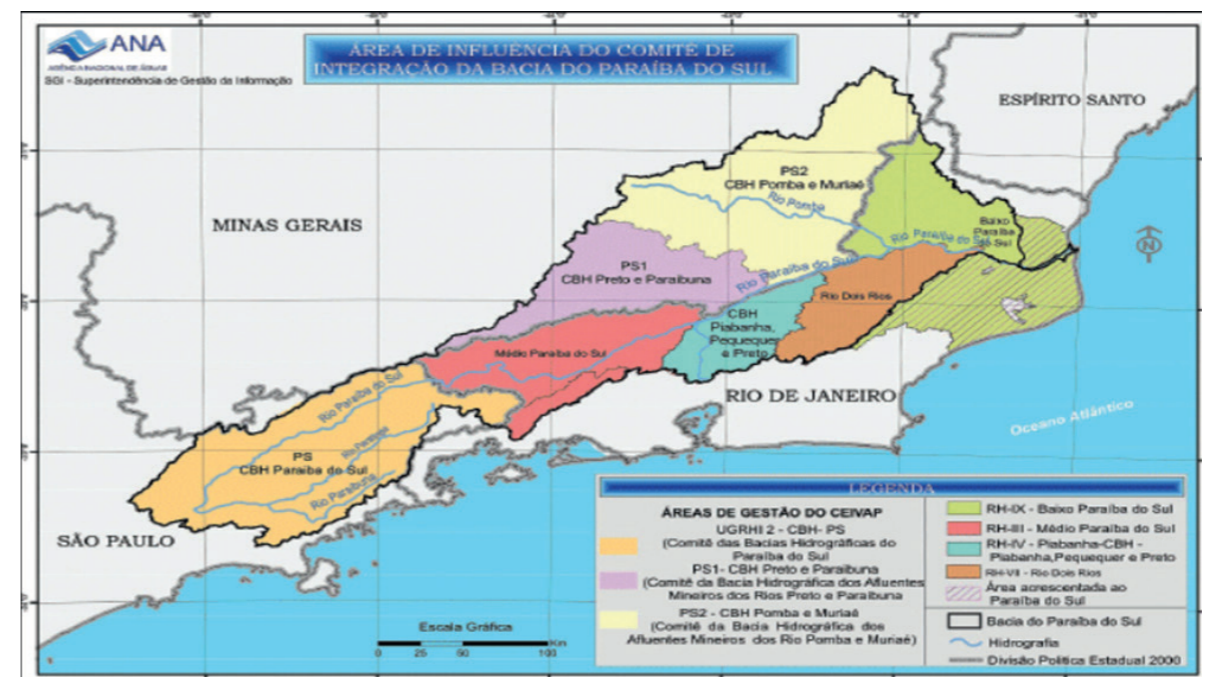 ANA
AGÊNCIA NACIONAL DE ÁGUAS
SGI - Superintendência de Gestão da Informação
ÁREA DE INFLUÊNCIA DO COMITÊ DE
INTEGRAÇÃO DA BACIA DO PARAÍBA DO SUL
ESPÍRITO SANTO
MINAS GERAIS
PS2
CBH Pomba e Muriaé
Rio Pomba
Baixo
Paraíba
do Sul
Rio Paraíba do Sul
PS1
CBH Preto e Paraibuna
Rio Paraíba do Sul
Rio Dois Rios
CBH
Piabanha,
Pequequer
e Preto
Médio Paraíba do Sul
Rio Paraíba do Sul
RIO DE JANEIRO
Oceano Atlântico
PS
CBH Paraíba do Sul
Rio Paraibuna
SÃO PAULO
N
Escala Gráfica
0 25 50 100 Km
LEGENDA
ÁREAS DE GESTÃO DO CEIVAP
UGRHI 2 - CBH- PS
(Comitê das Bacias Hidrográficas do
Paraíba do Sul
PS1- CBH Preto e Paraibuna
(Comitê da Bacia Hidrográfica dos Afluentes
Mineiros dos Rios Preto e Paraibuna
PS2 - CBH Pomba e Muriaé
(Comitê da Bacia Hidrográfica dos
Afluentes Mineiros dos Rio Pomba e Muriaé)
RH-IX - Baixo Paraíba do Sul
RH-III - Médio Paraíba do Sul
RH-IV - Piabanha-CBH -
Piabanha,Pequequer e Preto
RH-VII - Rio Dois Rios
Área acrescentada ao
Paraíba do Sul
Bacia do Paraíba do Sul
Hidrografia
Divisão Política Estadual 2000